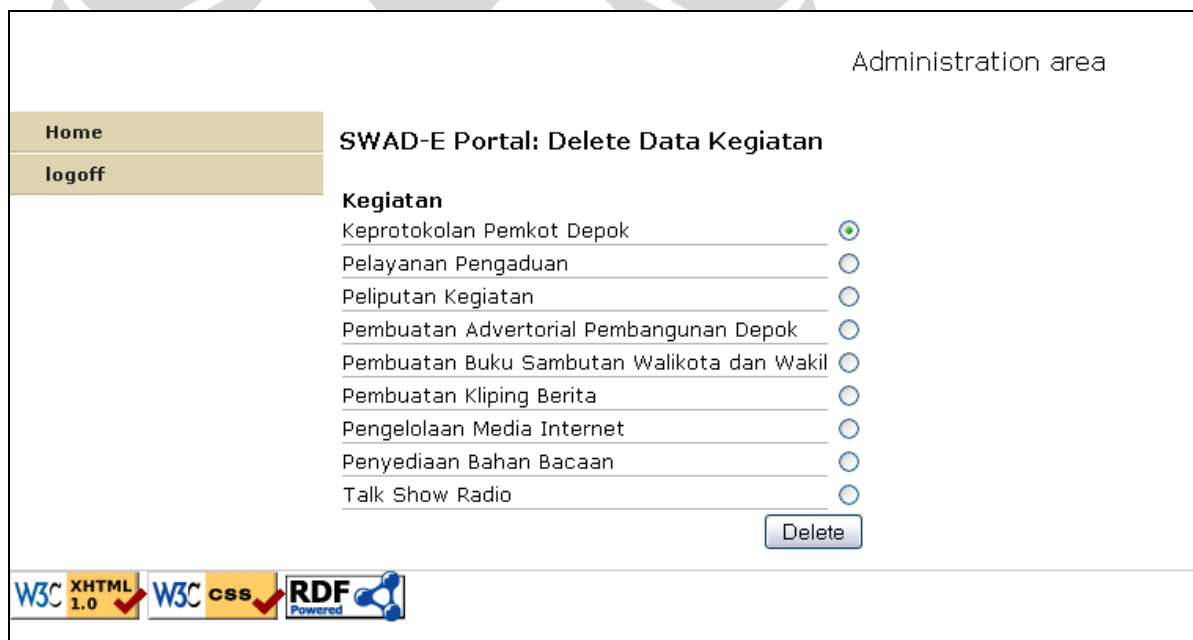 Administration area
Home
logoff
SWAD-E Portal: Delete Data Kegiatan
Kegiatan
Keprotokolan Pemkot Depok
Pelayanan Pengaduan
Peliputan Kegiatan
Pembuatan Advertorial Pembangunan Depok
Pembuatan Buku Sambutan Walikota dan Wakil
Pembuatan Kliping Berita
Pengelolaan Media Internet
Penyediaan Bahan Bacaan
Talk Show Radio
Delete
W3C XHTML 1.0
W3C css
RDF Powered